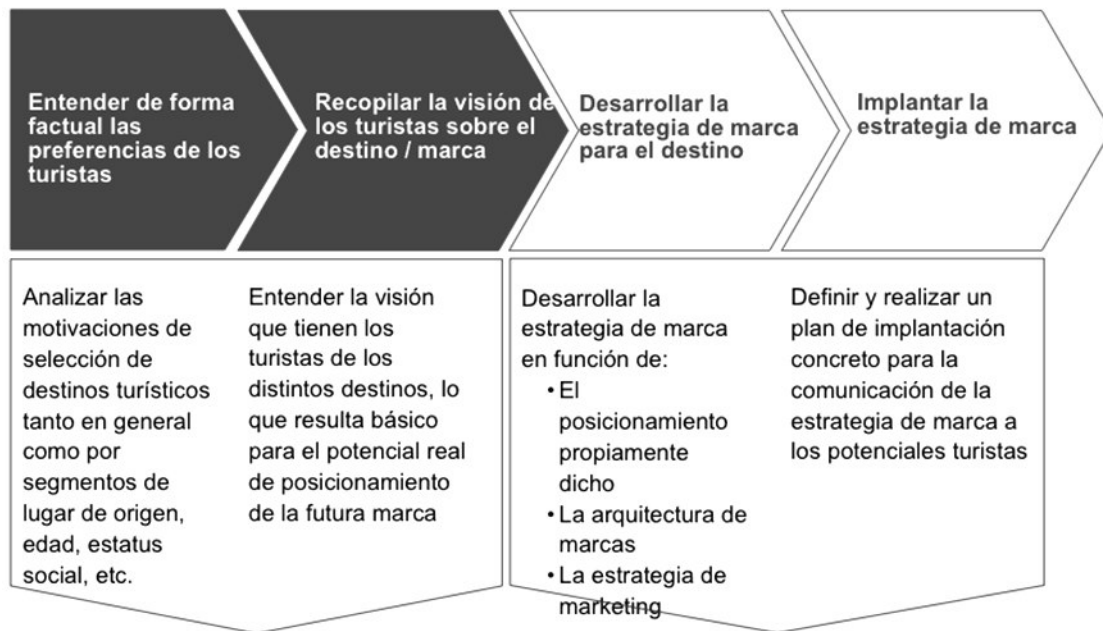 Entender de forma
factual las
preferencias de los
turistas
Recopilar la visión de
los turistas sobre el
destino / marca
Desarrollar la
estrategia de marca
para el destino
Implantar la
estrategia de marca
Analizar las
motivaciones de
selección de
destinos turísticos
tanto en general
como por
segmentos de
lugar de origen,
edad, estatus
social, etc.
Entender la visión
que tienen los
turistas de los
distintos destinos, lo
que resulta básico
para el potencial real
de posicionamiento
de la futura marca
Desarrollar la
estrategia de marca
en función de:
• El
posicionamiento
propiamente
dicho
• La arquitectura de
marcas
• La estrategia de
marketing
Definir y realizar un
plan de implantación
concreto para la
comunicación de la
estrategia de marca a
los potenciales turistas